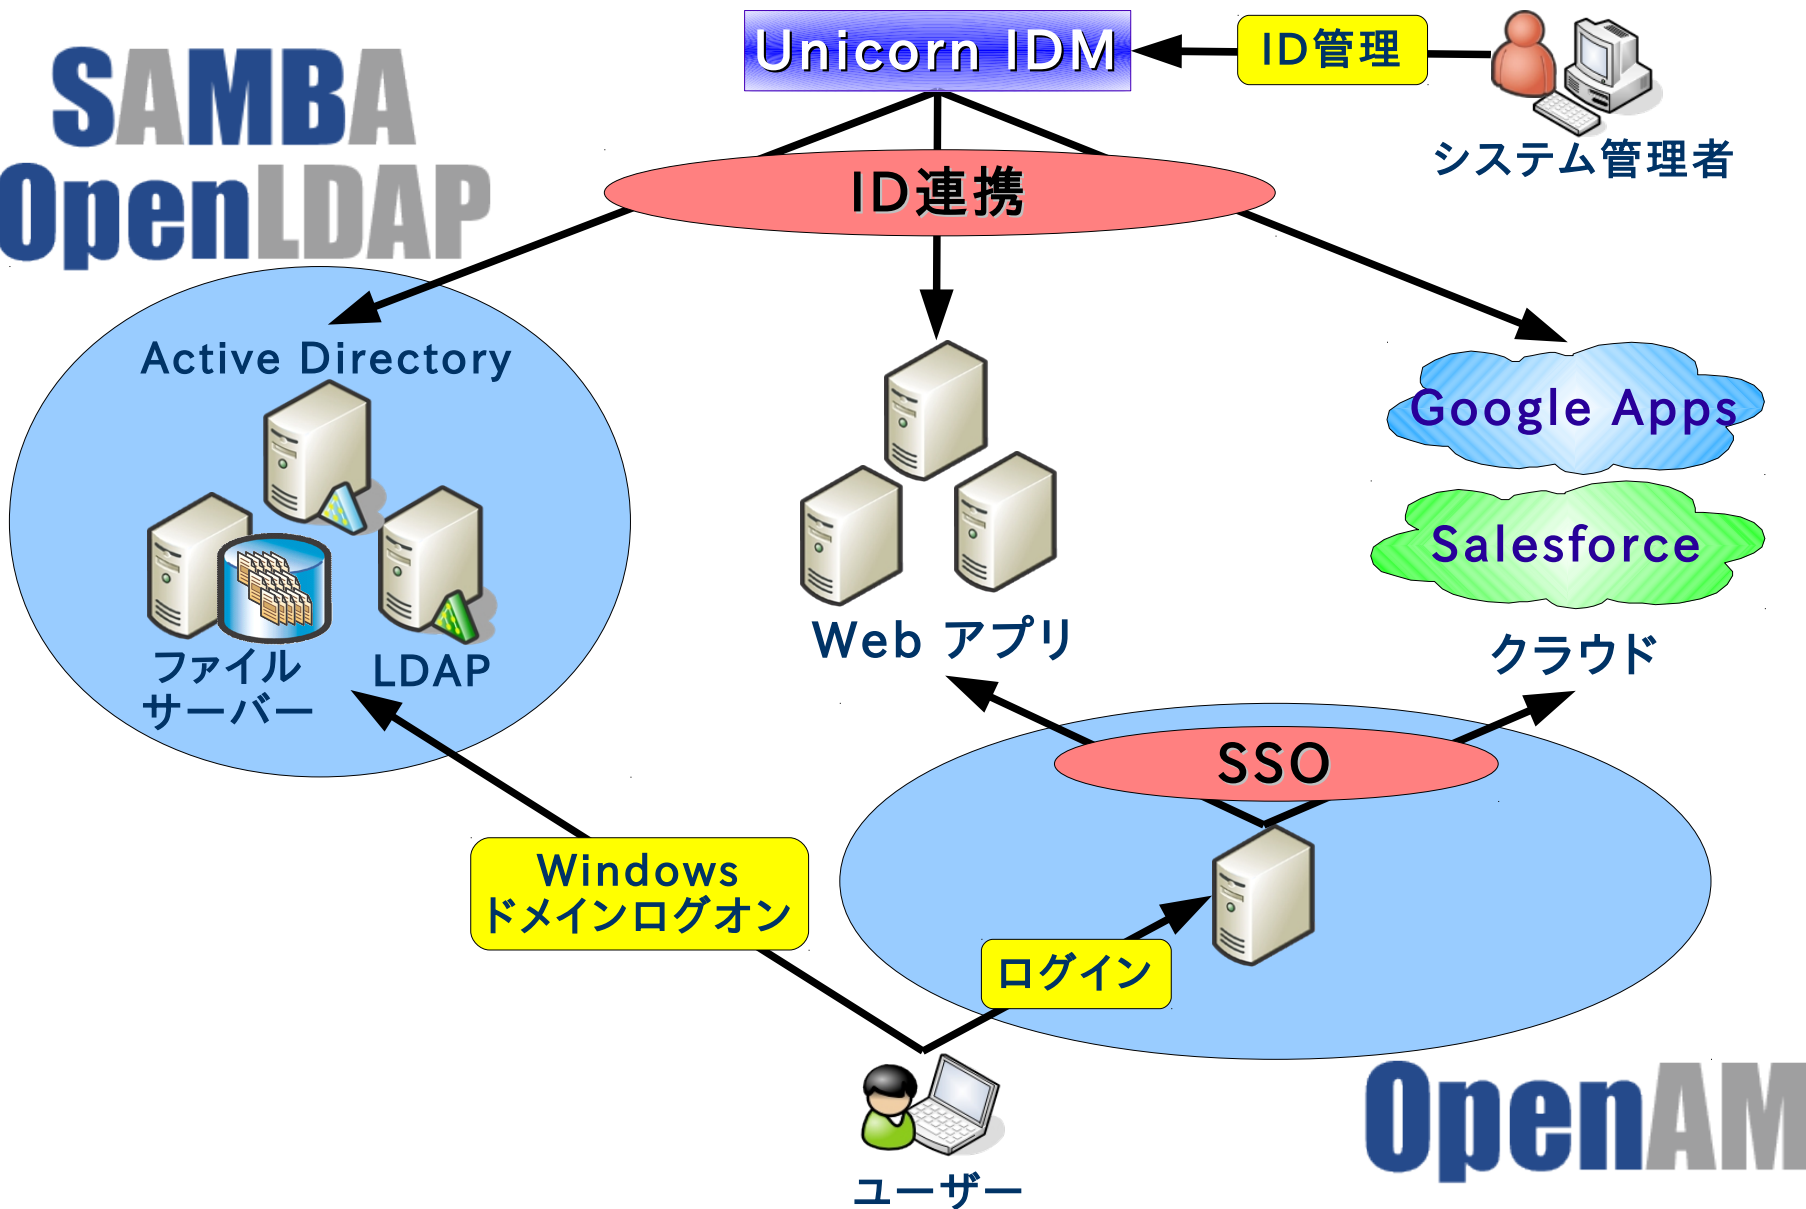 Unicorn IDM
ID管理
システム管理者
SAMBA
OpenLDAP
ID連携
Active Directory
Google Apps
Salesforce
クラウド
Web アプリ
ファイル
サーバー
LDAP
SSO
Windows
ドメインログオン
ログイン
ユーザー
OpenAM